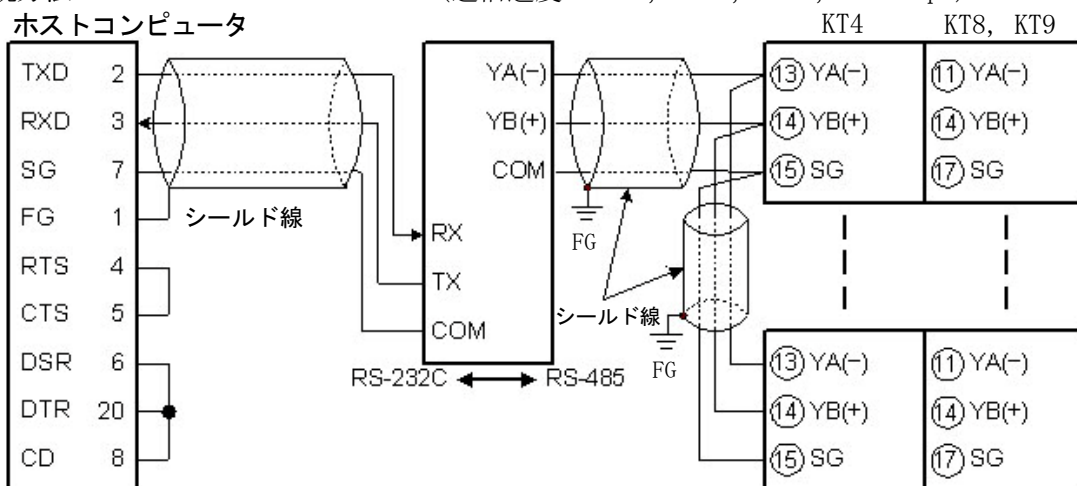 ホストコンピュータ
KT4 KT8, KT9
TXD 2
RXD 3
SG 7
FG 1
RTS 4
CTS 5
DSR 6
DTR 20
CD 8
シールド線
YA(−)
YB(+)
COM
RX
TX
COM
RS-232C RS-485
FG
シールド線
FG
⑬ YA(−) ⑪ YA(−)
⑭ YB(+) ⑭ YB(+)
⑮ SG ⑰ SG
⑬ YA(−) ⑪ YA(−)
⑭ YB(+) ⑭ YB(+)
⑮ SG ⑰ SG